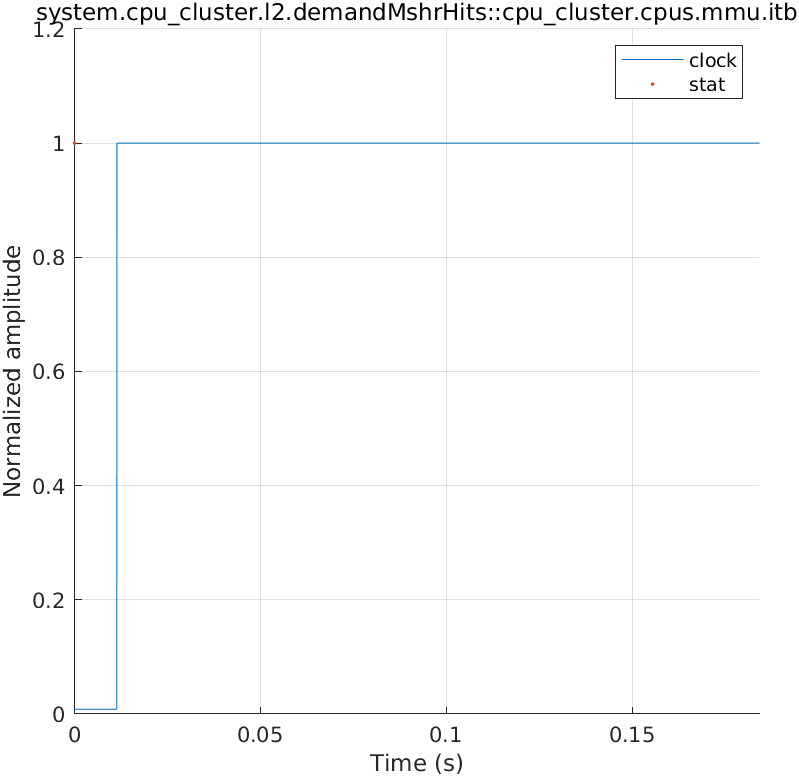 system.cpu_cluster.l2.demandMshrHits::cpu_cluster.cpus.mmu.itb
1.2
clock
stat
1
0.8
0.6
0.4
0.2
0
Normalized amplitude
0
0.05
0.1
0.15
Time (s)